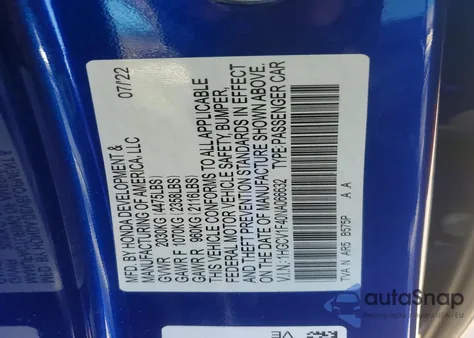 MFD. BY HONDA DEVELOPMENT &
MANUFACTURING OF AMERICA, LLC 07/22
GVWR 2030KG (4475LBS)
GAWR F 1070KG (2358LBS)
GAWR R 960KG (2116LBS)
THIS VEHICLE CONFORMS TO ALL APPLICABLE
FEDERAL MOTOR VEHICLE SAFETY, BUMPER,
AND THEFT PREVENTION STANDARDS IN EFFECT
ON THE DATE OF MANUFACTURE SHOWN ABOVE.
V.I.N.: 1HGCV1F40NA066632 TYPE:PASSENGER CAR
TVA N AR5 B575P A A
autoSnap